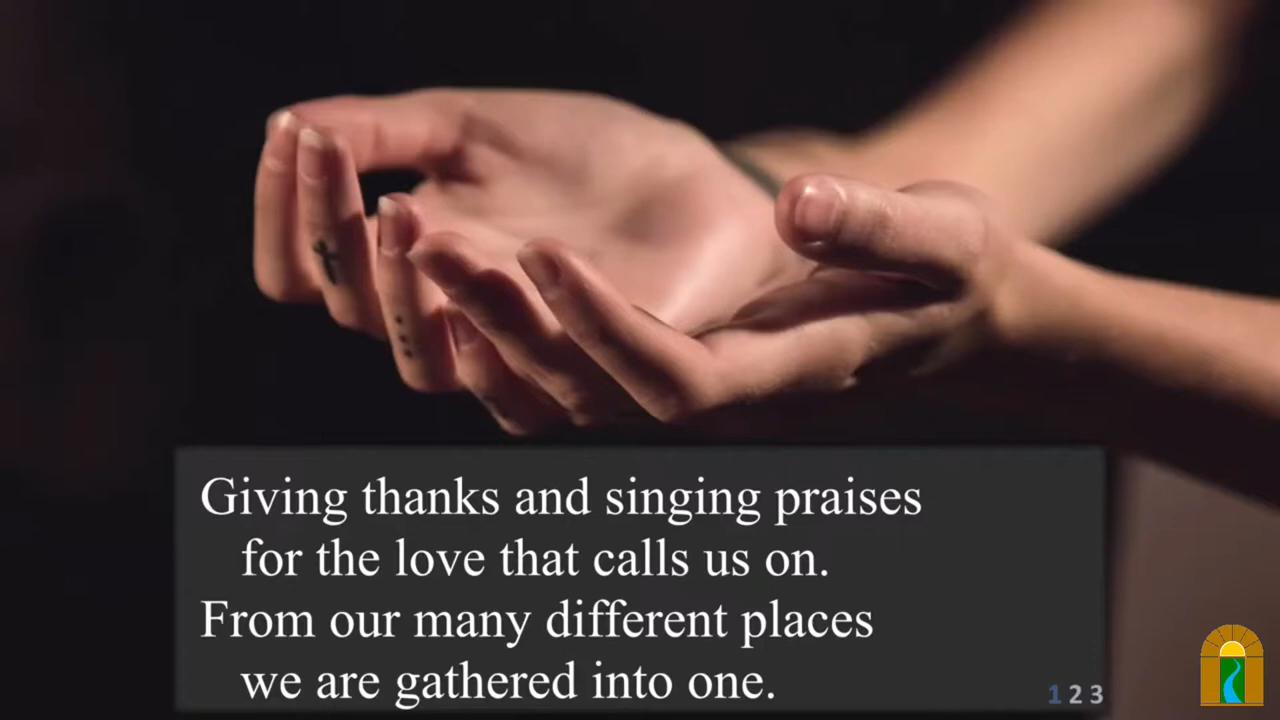 Giving thanks and singing praises
for the love that calls us on.
From our many different places
we are gathered into one.
1 2 3